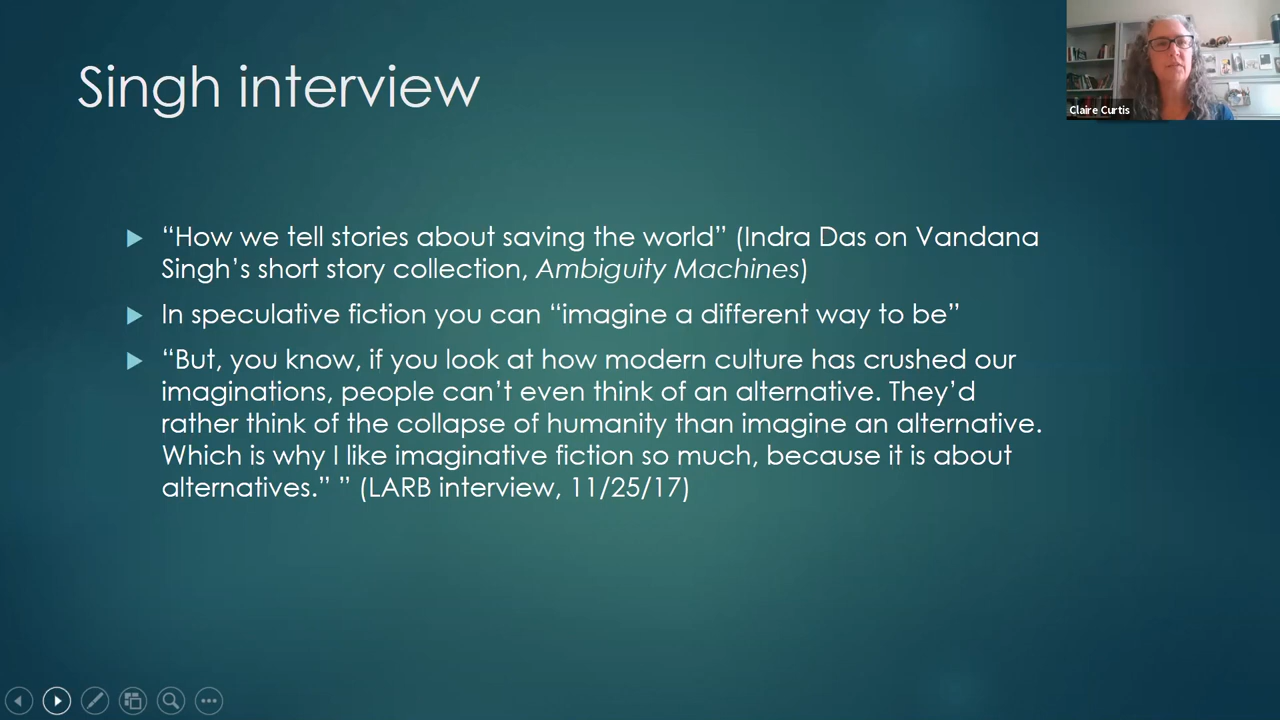 Singh interview
Claire Curtis
“How we tell stories about saving the world” (Indra Das on Vandana
Singh’s short story collection, Ambiguity Machines)
In speculative fiction you can “imagine a different way to be”
“But, you know, if you look at how modern culture has crushed our
imaginations, people can’t even think of an alternative. They’d
rather think of the collapse of humanity than imagine an alternative.
Which is why I like imaginative fiction so much, because it is about
alternatives.” ” (LARB interview, 11/25/17)